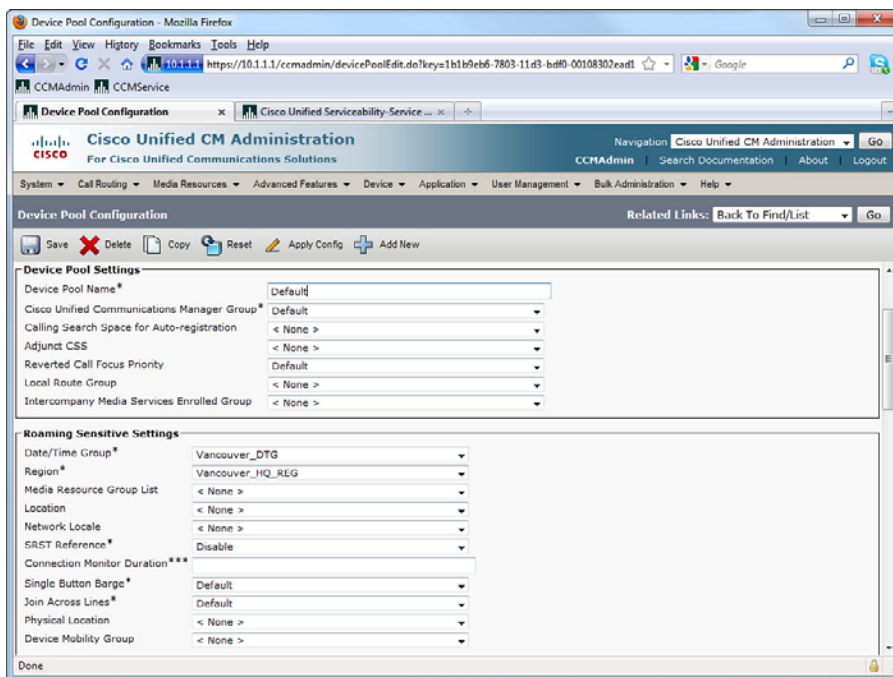 Device Pool Configuration - Mozilla Firefox
File Edit View History Bookmarks Tools Help
10.1.1.1 https://10.1.1.1/ccmadmin/devicePoolEdit.do?key=1b1b9eb6-7803-11d3-bdf0-00108302ead1 Google
CCMAdmin CCMService
Device Pool Configuration × Cisco Unified Serviceability-Service ... ×
CISCO Cisco Unified CM Administration Navigation Cisco Unified CM Administration Go
For Cisco Unified Communications Solutions CCMAdmin | Search Documentation | About | Logout
System Call Routing Media Resources Advanced Features Device Application User Management Bulk Administration Help
Device Pool Configuration Related Links: Back To Find/List Go
Save Delete Copy Reset Apply Config Add New
Device Pool Settings
Device Pool Name* Default
Cisco Unified Communications Manager Group* Default
Calling Search Space for Auto-registration < None >
Adjunct CSS < None >
Reverted Call Focus Priority Default
Local Route Group < None >
Intercompany Media Services Enrolled Group < None >
Roaming Sensitive Settings
Date/Time Group* Vancouver_DTG
Region* Vancouver_HQ_REG
Media Resource Group List < None >
Location < None >
Network Locale < None >
SRST Reference* Disable
Connection Monitor Duration***
Single Button Barge* Default
Join Across Lines* Default
Physical Location < None >
Device Mobility Group < None >
Done